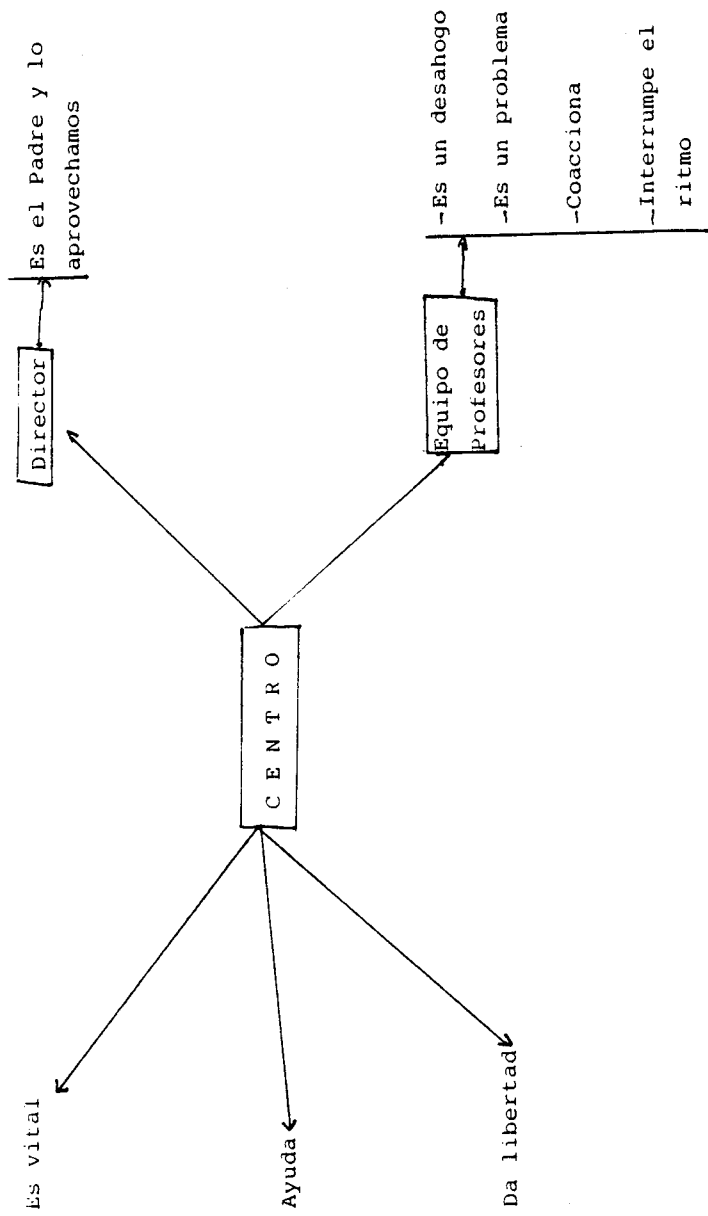 Es vital
Ayuda
Da libertad
C E N T R O
Director
Es el Padre y lo
aprovechamos
Equipo de
Profesores
-Es un desahogo
-Es un problema
-Coacciona
-Interrumpe el
ritmo